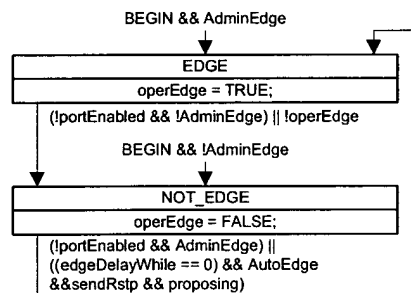 BEGIN && AdminEdge
EDGE
operEdge = TRUE;
(!portEnabled && !AdminEdge) || !operEdge
BEGIN && !AdminEdge
NOT_EDGE
operEdge = FALSE;
(!portEnabled && AdminEdge) ||
((edgeDelayWhile == 0) && AutoEdge
&&sendRstp && proposing)